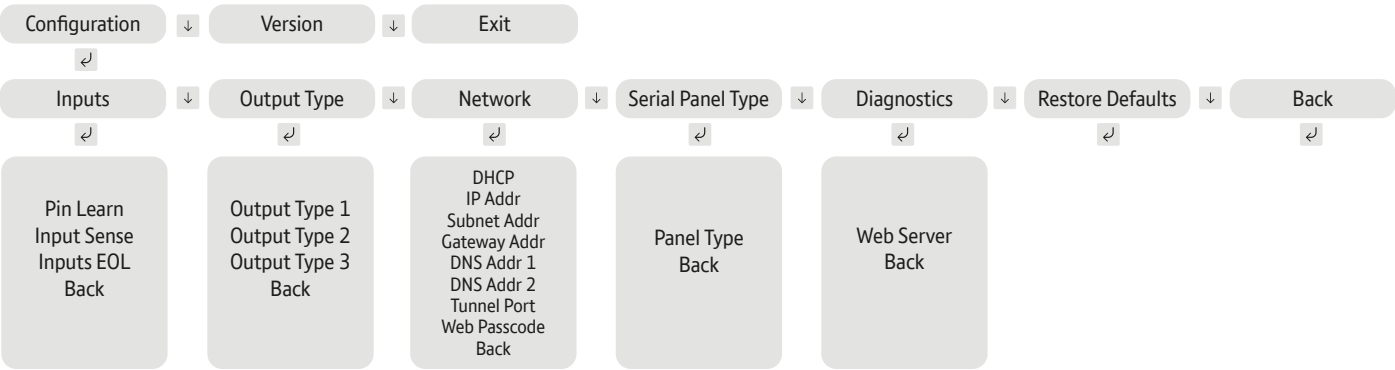 Configuration ↓ Version ↓ Exit
Inputs ↓ Output Type ↓ Network ↓ Serial Panel Type ↓ Diagnostics ↓ Restore Defaults ↓ Back
Pin Learn
Input Sense
Inputs EOL
Back
Output Type 1
Output Type 2
Output Type 3
Back
DHCP
IP Addr
Subnet Addr
Gateway Addr
DNS Addr 1
DNS Addr 2
Tunnel Port
Web Passcode
Back
Panel Type
Back
Web Server
Back